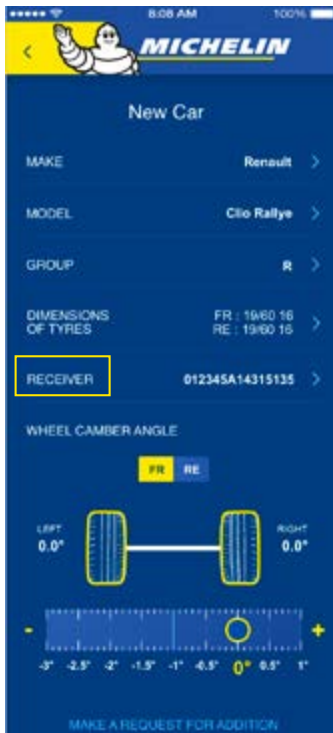 8:08 AM 100%
MICHELIN
New Car
MAKE Renault
MODEL Clio Rallye
GROUP R
DIMENSIONS OF TYRES FR : 19/60 16
RE : 19/60 16
RECEIVER 012345A14315135
WHEEL CAMBER ANGLE
FR RE
LEFT RIGHT
0.0° 0.0°
- +
-3° -2.5° -2° -1.5° -1° -0.5° 0° 0.5° 1°
MAKE A REQUEST FOR ADDITION